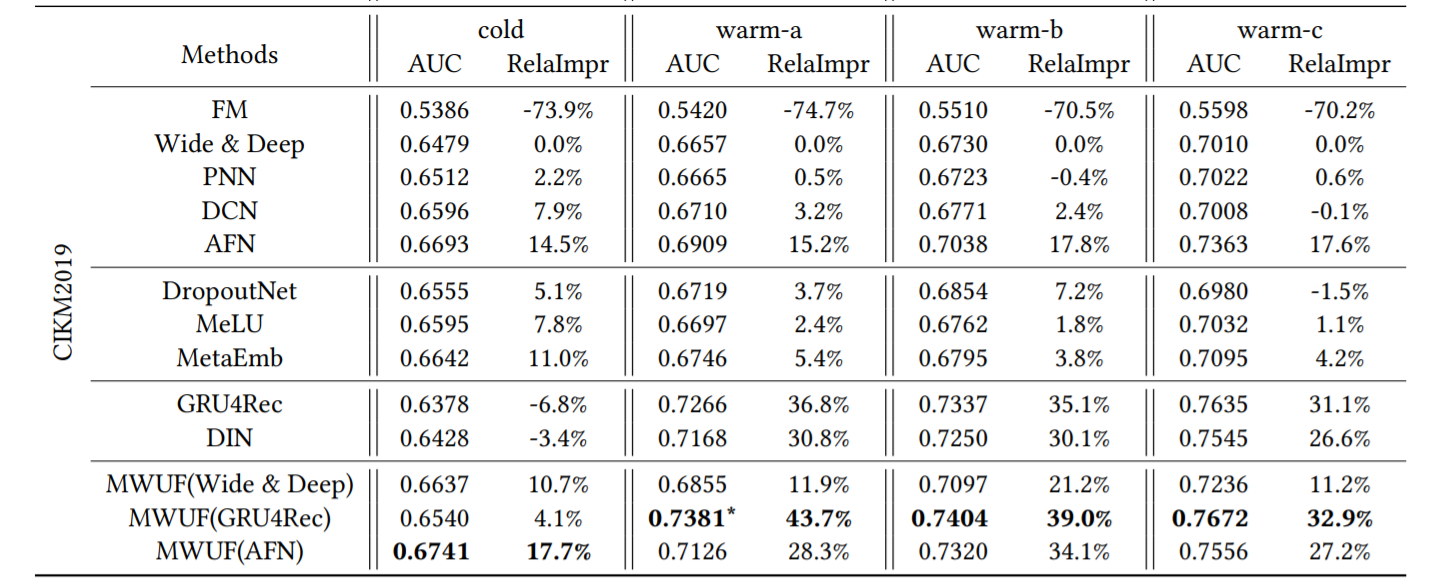 Methods cold warm-a warm-b warm-c
AUC RelaImpr AUC RelaImpr AUC RelaImpr AUC RelaImpr
CIKM2019
FM 0.5386 -73.9% 0.5420 -74.7% 0.5510 -70.5% 0.5598 -70.2%
Wide & Deep 0.6479 0.0% 0.6657 0.0% 0.6730 0.0% 0.7010 0.0%
PNN 0.6512 2.2% 0.6665 0.5% 0.6723 -0.4% 0.7022 0.6%
DCN 0.6596 7.9% 0.6710 3.2% 0.6771 2.4% 0.7008 -0.1%
AFN 0.6693 14.5% 0.6909 15.2% 0.7038 17.8% 0.7363 17.6%
DropoutNet 0.6555 5.1% 0.6719 3.7% 0.6854 7.2% 0.6980 -1.5%
MeLU 0.6595 7.8% 0.6697 2.4% 0.6762 1.8% 0.7032 1.1%
MetaEmb 0.6642 11.0% 0.6746 5.4% 0.6795 3.8% 0.7095 4.2%
GRU4Rec 0.6378 -6.8% 0.7266 36.8% 0.7337 35.1% 0.7635 31.1%
DIN 0.6428 -3.4% 0.7168 30.8% 0.7250 30.1% 0.7545 26.6%
MWUF(Wide & Deep) 0.6637 10.7% 0.6855 11.9% 0.7097 21.2% 0.7236 11.2%
MWUF(GRU4Rec) 0.6540 4.1% 0.7381* 43.7% 0.7404 39.0% 0.7672 32.9%
MWUF(AFN) 0.6741 17.7% 0.7126 28.3% 0.7320 34.1% 0.7556 27.2%